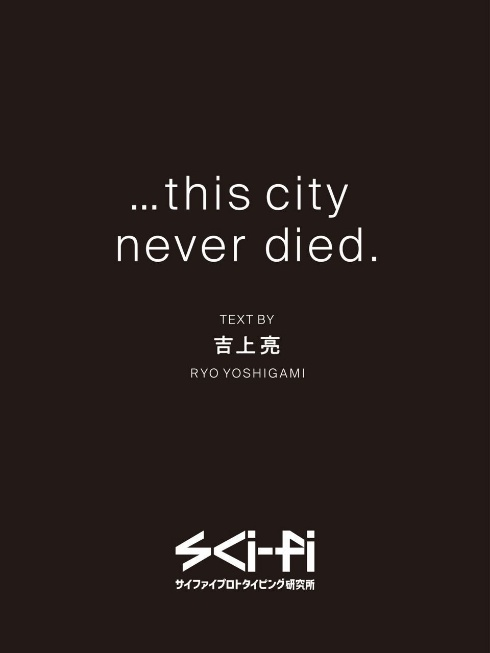 ...this city
never died.
TEXT BY
吉上亮
RYO YOSHIGAMI
sci-fi
サイファイプロトタイピング研究所